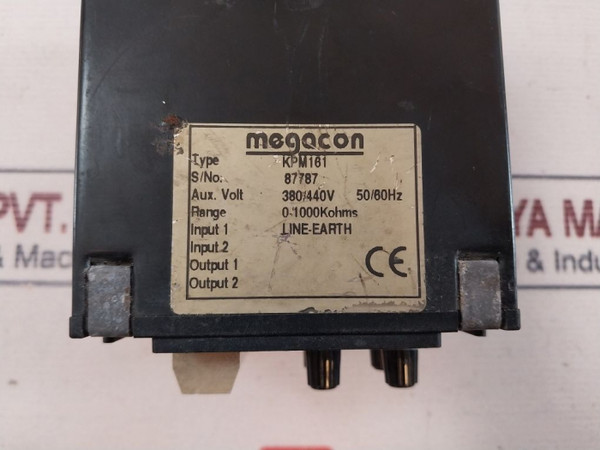 megacon
Type KPM161
S/No. 87787
Aux. Volt 380/440V 50/60Hz
Range 0-1000Kohms
Input 1 LINE-EARTH
Input 2
Output 1
Output 2
CE
PVT.
& Mac
YA MA
& Indu